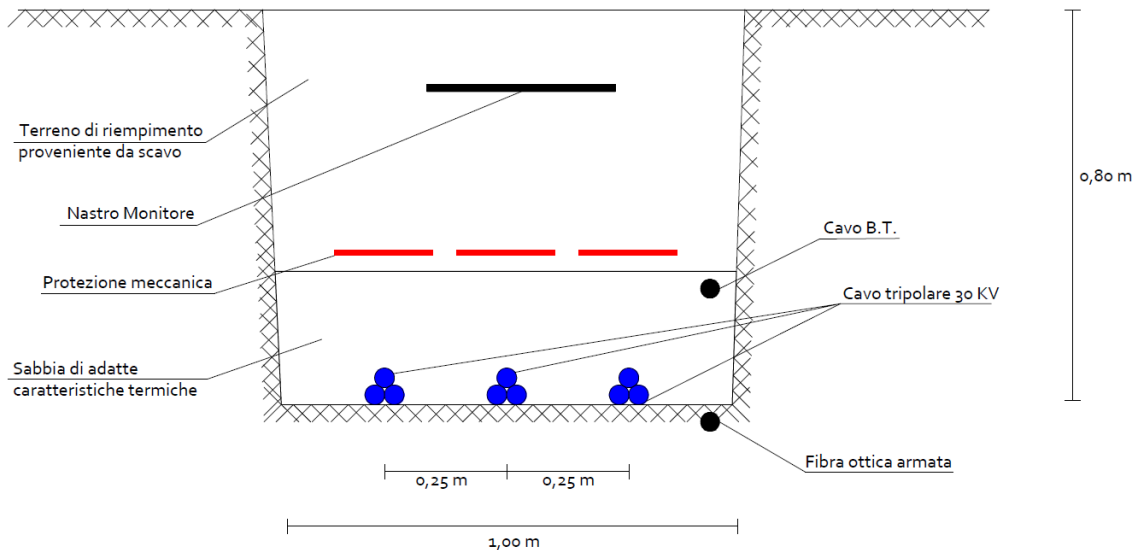 Terreno di riempimento
proveniente da scavo
Nastro Monitore
Protezione meccanica
Sabbia di adatte
caratteristiche termiche
0,80 m
Cavo B.T.
Cavo tripolare 30 KV
Fibra ottica armata
0,25 m
0,25 m
1,00 m